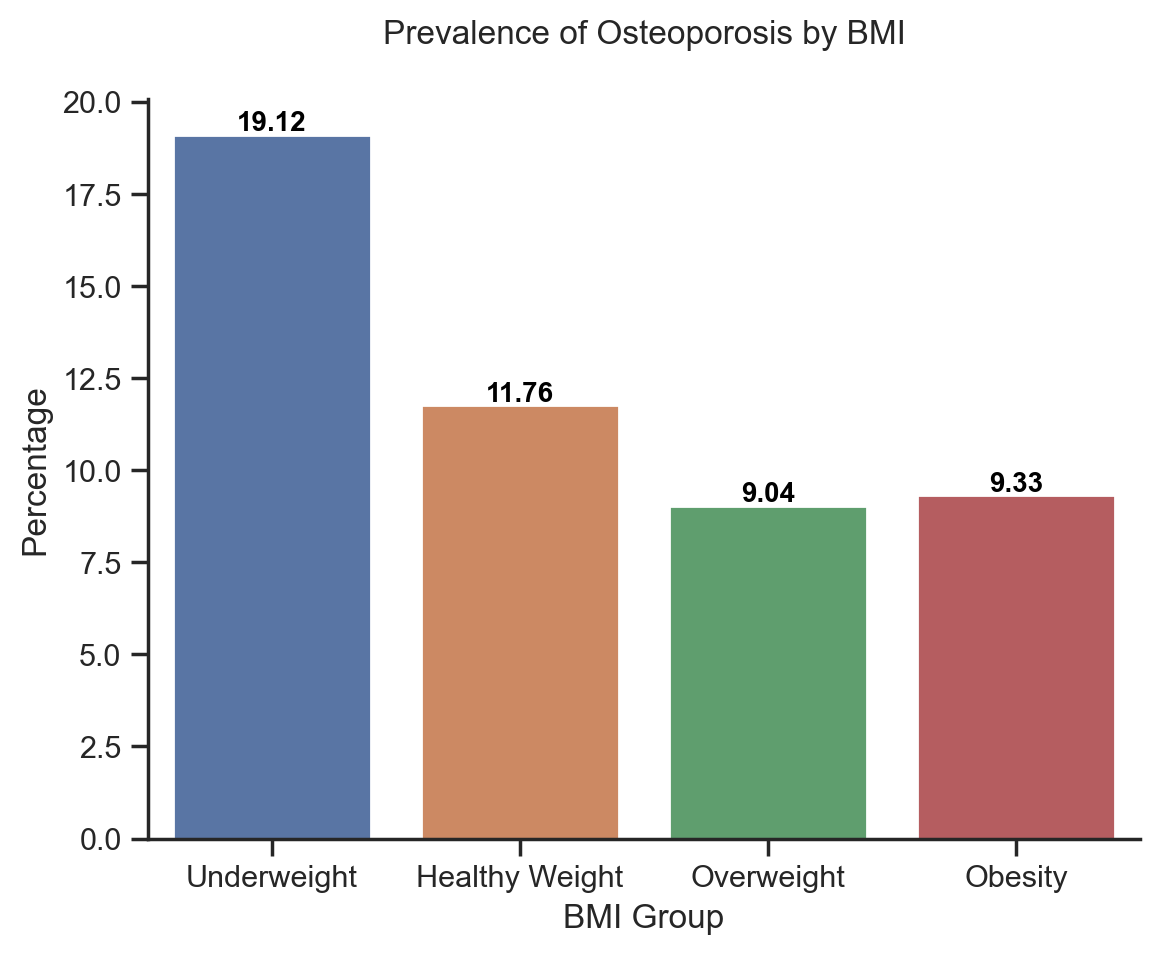 Prevalence of Osteoporosis by BMI
20.0
19.12
17.5
15.0
12.5
11.76
10.0
9.04
9.33
7.5
5.0
2.5
0.0
Percentage
Underweight
Healthy Weight
Overweight
Obesity
BMI Group